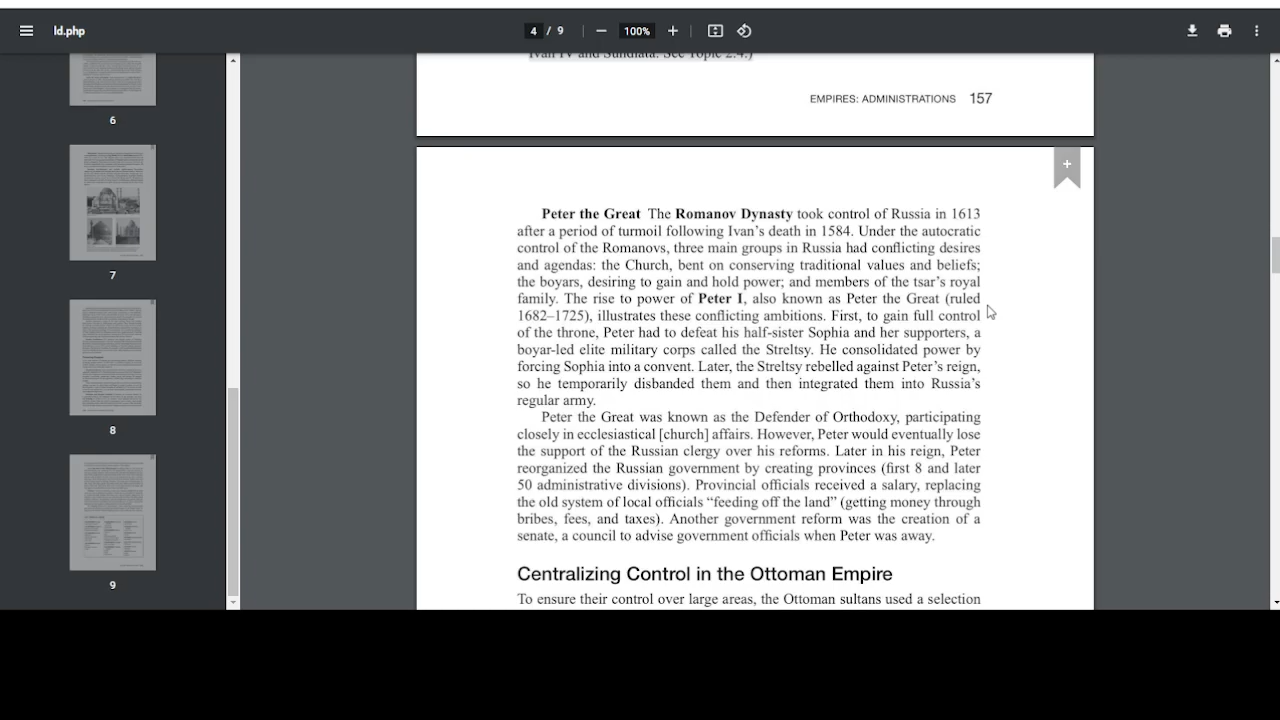 ld.php
4 / 9
100%
6
7
8
9
Ivan IV and Sundiata. See Topic 2.4.)
EMPIRES: ADMINISTRATIONS 157
Peter the Great The Romanov Dynasty took control of Russia in 1613
after a period of turmoil following Ivan's death in 1584. Under the autocratic
control of the Romanovs, three main groups in Russia had conflicting desires
and agendas: the Church, bent on conserving traditional values and beliefs;
the boyars, desiring to gain and hold power; and members of the tsar's royal
family. The rise to power of Peter I, also known as Peter the Great (ruled
1682–1725), illustrates these conflicting ambitions. First, to gain full control
of the throne, Peter had to defeat his half-sister Sophia and her supporters, a
boyar-led elite military corps called the Streltsy. He consolidated power by
forcing Sophia into a convent. Later, the Streltsy rebelled against Peter's reign,
so he temporarily disbanded them and then integrated them into Russia's
regular army.
Peter the Great was known as the Defender of Orthodoxy, participating
closely in ecclesiastical [church] affairs. However, Peter would eventually lose
the support of the Russian clergy over his reforms. Later in his reign, Peter
reorganized the Russian government by creating provinces (first 8 and later
50 administrative divisions). Provincial officials received a salary, replacing
the old system of local officials “feeding off the land” (getting money through
bribes, fees, and taxes). Another government reform was the creation of a
senate, a council to advise government officials when Peter was away.
Centralizing Control in the Ottoman Empire
To ensure their control over large areas, the Ottoman sultans used a selection